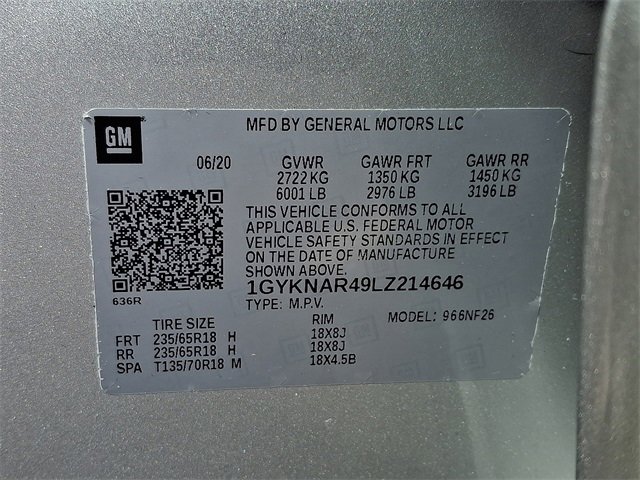 GM
MFD BY GENERAL MOTORS LLC
06/20 GVWR GAWR FRT GAWR RR
2722 KG 1350 KG 1450 KG
6001 LB 2976 LB 3196 LB
THIS VEHICLE CONFORMS TO ALL
APPLICABLE U.S. FEDERAL MOTOR
VEHICLE SAFETY STANDARDS IN EFFECT
ON THE DATE OF MANUFACTURE
SHOWN ABOVE.
1GYKNAR49LZ214646
636R
TYPE: M.P.V. MODEL: 966NF26
TIRE SIZE RIM
FRT 235/65R18 H 18X8J
RR 235/65R18 H 18X8J
SPA T135/70R18 M 18X4.5B